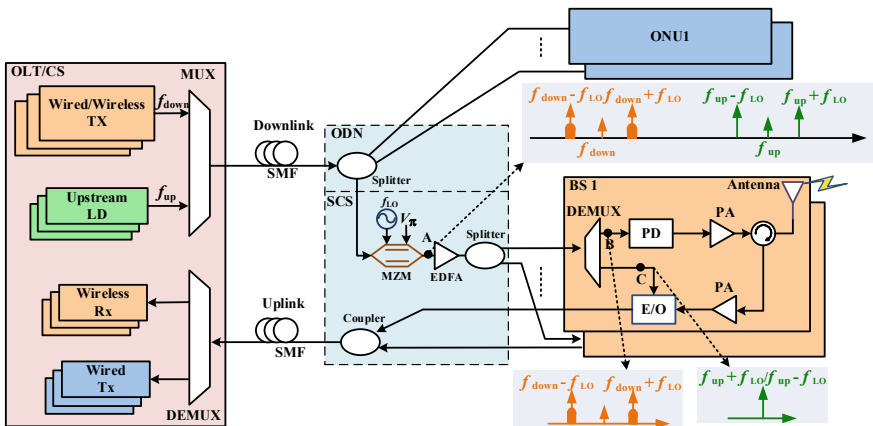 OLT/CS
MUX
Wired/Wireless
TX
f_down
Upstream
LD
f_up
Wireless
Rx
Wired
Tx
DEMUX
Downlink
SMF
Uplink
SMF
ODN
Splitter
SCS
f_LO
V_π
A
MZM
EDFA
Splitter
Coupler
ONU1
f_down - f_LO f_down + f_LO
f_down
f_up - f_LO
f_up + f_LO
f_up
BS 1
Antenna
DEMUX
B
PD
PA
C
E/O
PA
f_down - f_LO
f_down + f_LO
f_up + f_LO/f_up - f_LO